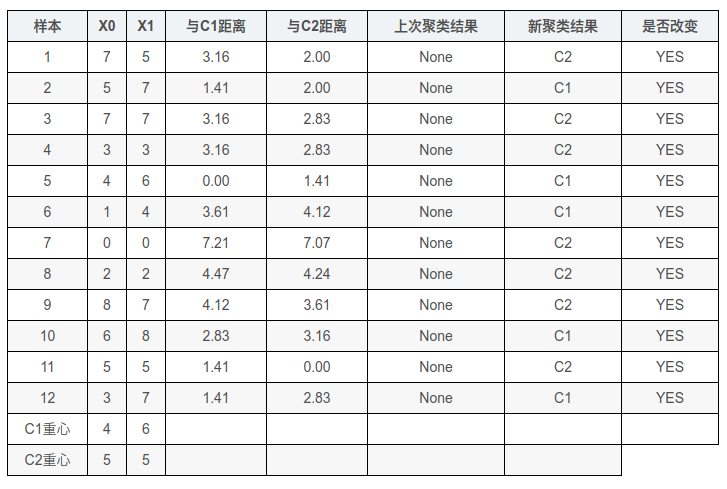 样本 X0 X1 与C1距离 与C2距离 上次聚类结果 新聚类结果 是否改变
1 7 5 3.16 2.00 None C2 YES
2 5 7 1.41 2.00 None C1 YES
3 7 7 3.16 2.83 None C2 YES
4 3 3 3.16 2.83 None C2 YES
5 4 6 0.00 1.41 None C1 YES
6 1 4 3.61 4.12 None C1 YES
7 0 0 7.21 7.07 None C2 YES
8 2 2 4.47 4.24 None C2 YES
9 8 7 4.12 3.61 None C2 YES
10 6 8 2.83 3.16 None C1 YES
11 5 5 1.41 0.00 None C2 YES
12 3 7 1.41 2.83 None C1 YES
C1重心 4 6
C2重心 5 5